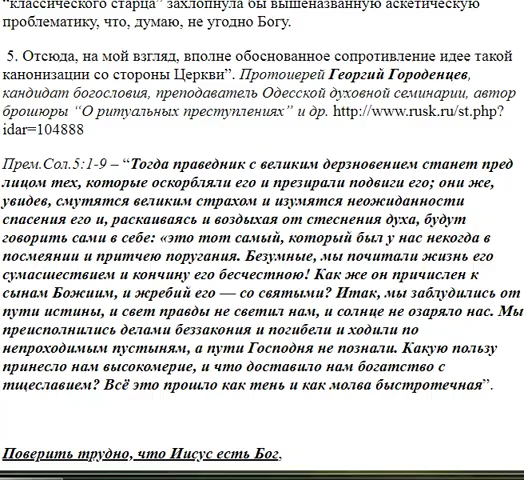 “классического старца” захлопнула бы вышеназванную аскетическую
проблематику, что, думаю, не угодно Богу.
5. Отсюда, на мой взгляд, вполне обоснованное сопротивление идее такой
канонизации со стороны Церкви”. Протоиерей Георгий Городенцев,
кандидат богословия, преподаватель Одесской духовной семинарии, автор
брошюры “О ритуальных преступлениях” и др. http://www.rusk.ru/st.php?
idar=104888
Прем.Сол.5:1-9 – “Тогда праведник с великим дерзновением станет пред
лицом тех, которые оскорбляли его и презирали подвиги его; они же,
увидев, смутятся великим страхом и изумятся неожиданности
спасения его и, раскаиваясь и воздыхая от стеснения духа, будут
говорить сами в себе: «это тот самый, который был у нас некогда в
посмеянии и притчею поругания. Безумные, мы почитали жизнь его
сумасшествием и кончину его бесчестною! Как же он причислен к
сынам Божиим, и жребий его — со святыми? Итак, мы заблудились от
пути истины, и свет правды не светил нам, и солнце не озаряло нас. Мы
преисполнились делами беззакония и погибели и ходили по
непроходимым пустыням, а пути Господня не познали. Какую пользу
принесло нам высокомерие, и что доставило нам богатство с
тщеславием? Всё это прошло как тень и как молва быстротечная”.
Поверить трудно, что Иисус есть Бог,